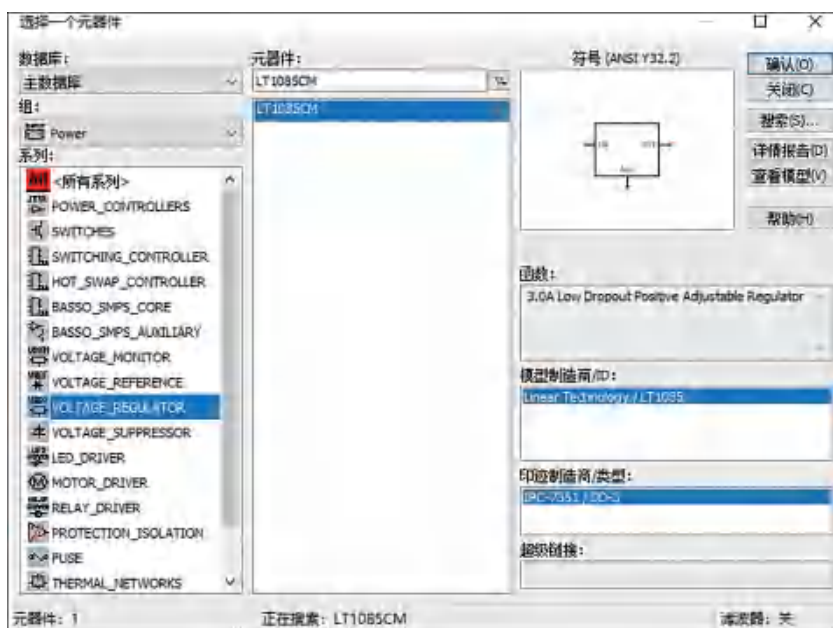 选择一个元器件
数据库:
主数据库
组:
Power
系列:
<所有系列>
POWER_CONTROLLERS
SWITCHES
SWITCHING_CONTROLLER
HOT_SWAP_CONTROLLER
BASSO_SMPS_CORE
BASSO_SMPS_AUXILIARY
VOLTAGE_MONITOR
VOLTAGE_REFERENCE
VOLTAGE_REGULATOR
VOLTAGE_SUPPRESSOR
LED_DRIVER
MOTOR_DRIVER
RELAY_DRIVER
PROTECTION_ISOLATION
FUSE
THERMAL_NETWORKS
元器件:
LT1085CM
LT1085CM
符号 (ANSI Y32.2)
函数:
3.0A Low Dropout Positive Adjustable Regulator
模型制造商/ID:
Linear Technology / LT1085
印迹制造商/类型:
IPC-7351 /
超级链接:
确认(O)
关闭(C)
搜索(S)...
详情报告(D)
查看模型(V)
帮助(H)
元器件: 1
正在搜索: LT1085CM
滤波器: 关